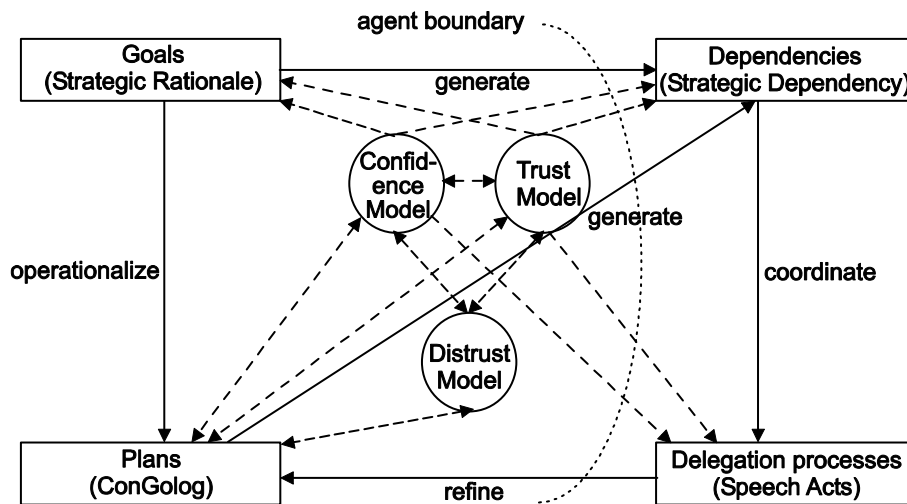 agent boundary
Goals
(Strategic Rationale)
generate
Dependencies
(Strategic Dependency)
Confid-
ence
Model
Trust
Model
generate
operationalize
coordinate
Distrust
Model
Plans
(ConGolog)
refine
Delegation processes
(Speech Acts)